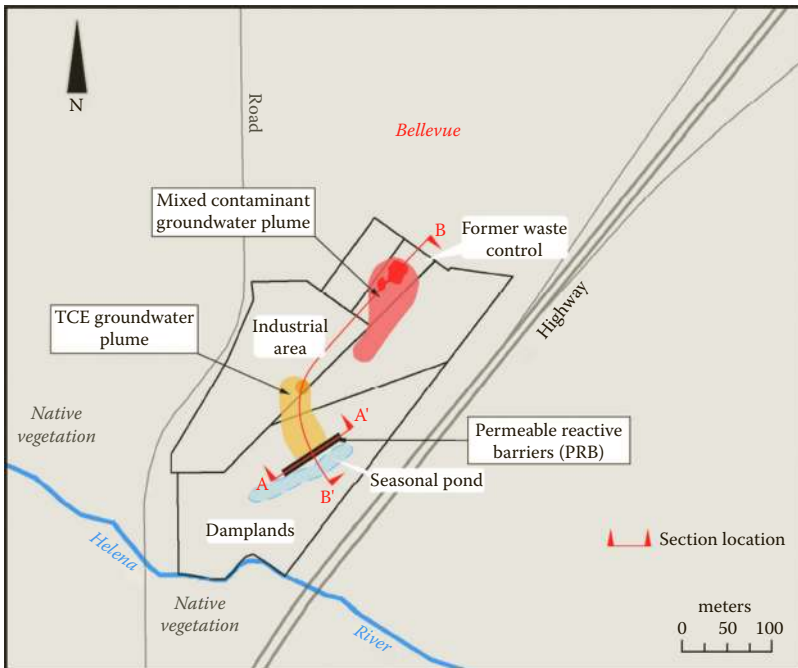 N
Road
Bellevue
Mixed contaminant
groundwater plume
B
Former waste
control
Highway
TCE groundwater
plume
Industrial
area
Native
vegetation
A'
Permeable reactive
barriers (PRB)
A
B'
Seasonal pond
Damplands
Helena
Section location
Native
vegetation
River
meters
0 50 100